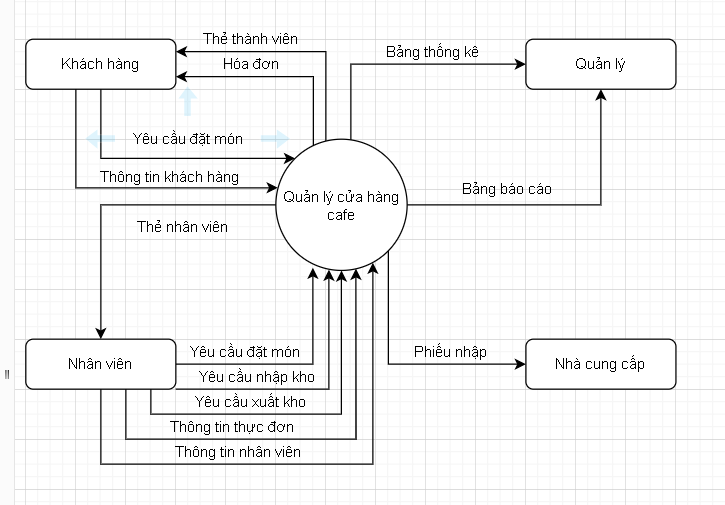 Thẻ thành viên
Bảng thống kê
Khách hàng
Hóa đơn
Quản lý
Yêu cầu đặt món
Thông tin khách hàng
Quản lý cửa hàng
cafe
Bảng báo cáo
Thẻ nhân viên
Yêu cầu đặt món
Phiếu nhập
Nhân viên
Nhà cung cấp
Yêu cầu nhập kho
Yêu cầu xuất kho
Thông tin thực đơn
Thông tin nhân viên